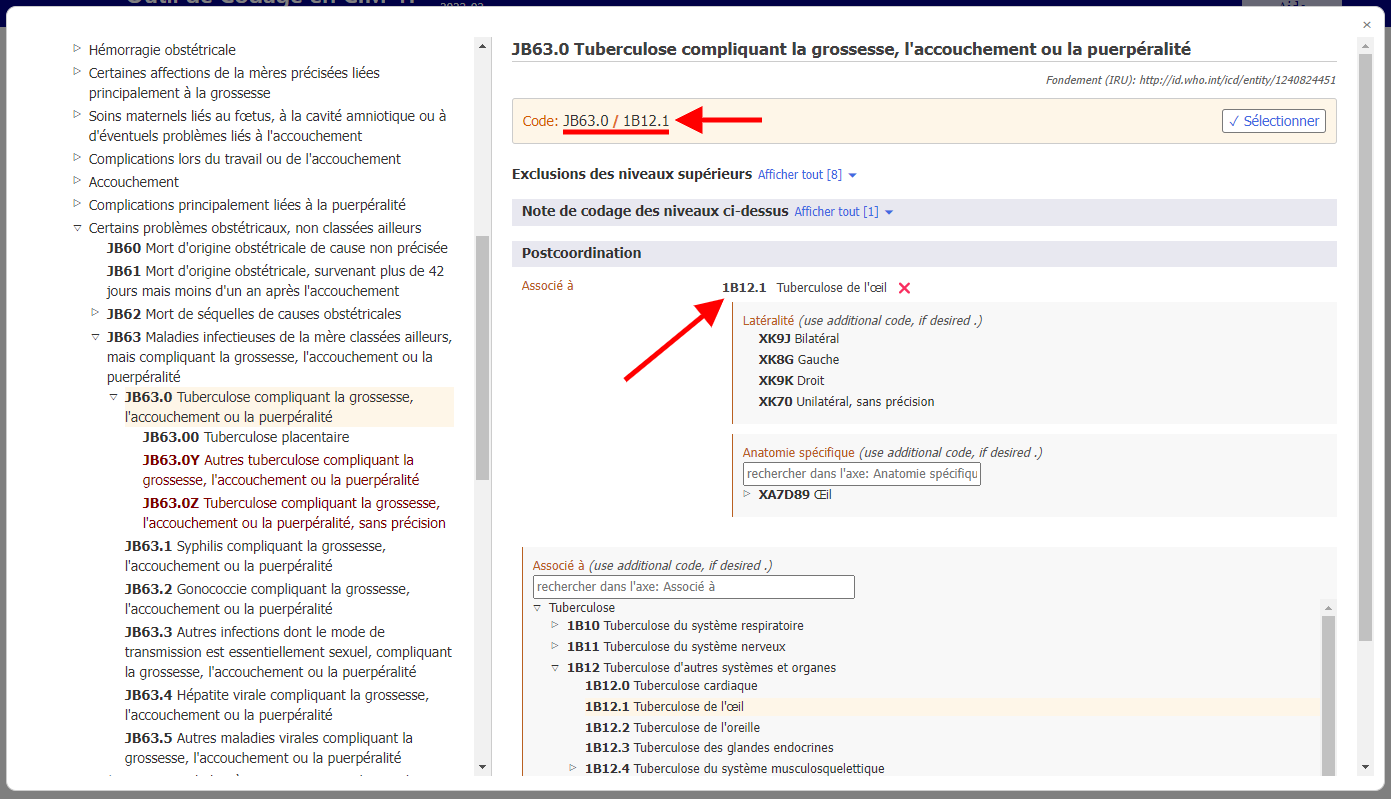 Outil de Codage en CIM-11
2022-02
Aide
×
Hémorragie obstétricale
Certaines affections de la mères précisées liées
principalement à la grossesse
Soins maternels liés au fœtus, à la cavité amniotique ou à
d'éventuels problèmes liés à l'accouchement
Complications lors du travail ou de l'accouchement
Accouchement
Complications principalement liées à la puerpéralité
Certains problèmes obstétricaux, non classées ailleurs
JB60 Mort d'origine obstétricale de cause non précisée
JB61 Mort d'origine obstétricale, survenant plus de 42
jours mais moins d'un an après l'accouchement
JB62 Mort de séquelles de causes obstétricales
JB63 Maladies infectieuses de la mère classées ailleurs,
mais compliquant la grossesse, l'accouchement ou la
puerpéralité
JB63.0 Tuberculose compliquant la grossesse,
l'accouchement ou la puerpéralité
JB63.00 Tuberculose placentaire
JB63.0Y Autres tuberculose compliquant la
grossesse, l'accouchement ou la puerpéralité
JB63.0Z Tuberculose compliquant la grossesse,
l'accouchement ou la puerpéralité, sans précision
JB63.1 Syphilis compliquant la grossesse,
l'accouchement ou la puerpéralité
JB63.2 Gonococcie compliquant la grossesse,
l'accouchement ou la puerpéralité
JB63.3 Autres infections dont le mode de
transmission est essentiellement sexuel, compliquant
la grossesse, l'accouchement ou la puerpéralité
JB63.4 Hépatite virale compliquant la grossesse,
l'accouchement ou la puerpéralité
JB63.5 Autres maladies virales compliquant la
grossesse, l'accouchement ou la puerpéralité
JB63.0 Tuberculose compliquant la grossesse, l'accouchement ou la puerpéralité
Fondement (IRU): http://id.who.int/icd/entity/1240824451
Code: JB63.0 / 1B12.1
✓ Sélectionner
Exclusions des niveaux supérieurs Afficher tout [8]
Note de codage des niveaux ci-dessus Afficher tout [1]
Postcoordination
Associé à
1B12.1 Tuberculose de l'œil
Latéralité (use additional code, if desired .)
XK9J Bilatéral
XK8G Gauche
XK9K Droit
XK70 Unilatéral, sans précision
Anatomie spécifique (use additional code, if desired .)
rechercher dans l'axe: Anatomie spécifiqu
XA7D89 Œil
Associé à (use additional code, if desired .)
rechercher dans l'axe: Associé à
Tuberculose
1B10 Tuberculose du système respiratoire
1B11 Tuberculose du système nerveux
1B12 Tuberculose d'autres systèmes et organes
1B12.0 Tuberculose cardiaque
1B12.1 Tuberculose de l'œil
1B12.2 Tuberculose de l'oreille
1B12.3 Tuberculose des glandes endocrines
1B12.4 Tuberculose du système musculosquelettique